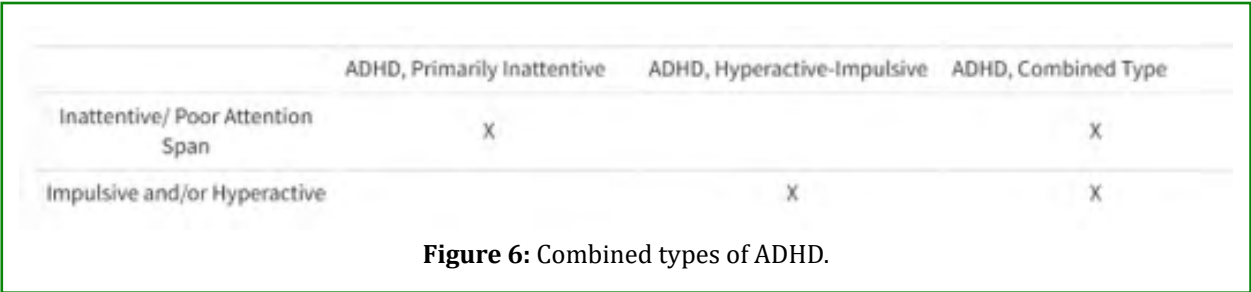 ADHD, Primarily Inattentive ADHD, Hyperactive-Impulsive ADHD, Combined Type
Inattentive/ Poor Attention
Span
X X
Impulsive and/or Hyperactive X X
Figure 6: Combined types of ADHD.